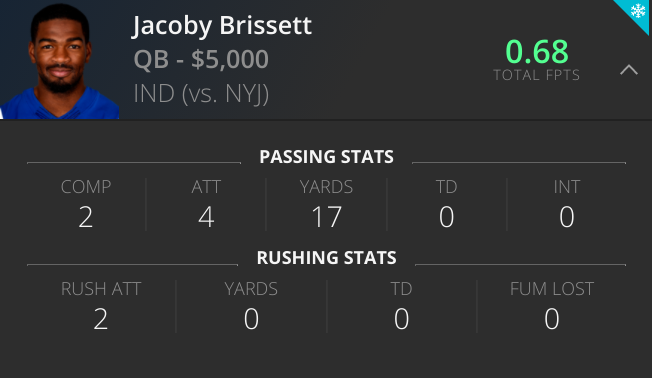 Jacoby Brissett
QB - $5,000
IND (vs. NYJ)
0.68
TOTAL FPTS
PASSING STATS
COMP ATT YARDS TD INT
2 4 17 0 0
RUSHING STATS
RUSH ATT YARDS TD FUM LOST
2 0 0 0